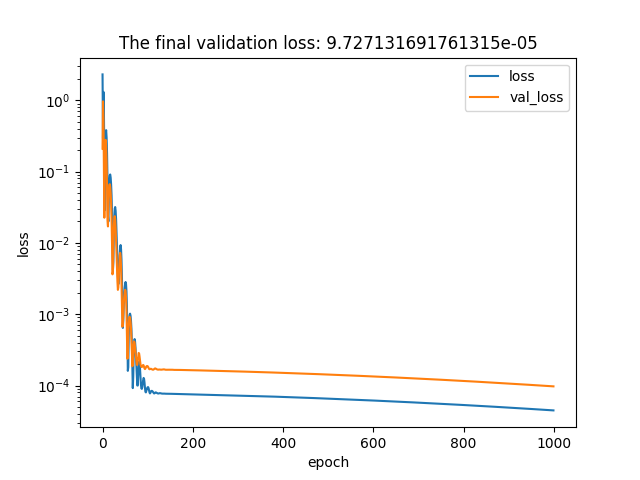 The final validation loss: 9.727131691761315e-05
loss
val_loss
10⁰
10⁻¹
10⁻²
10⁻³
10⁻⁴
loss
0 200 400 600 800 1000
epoch